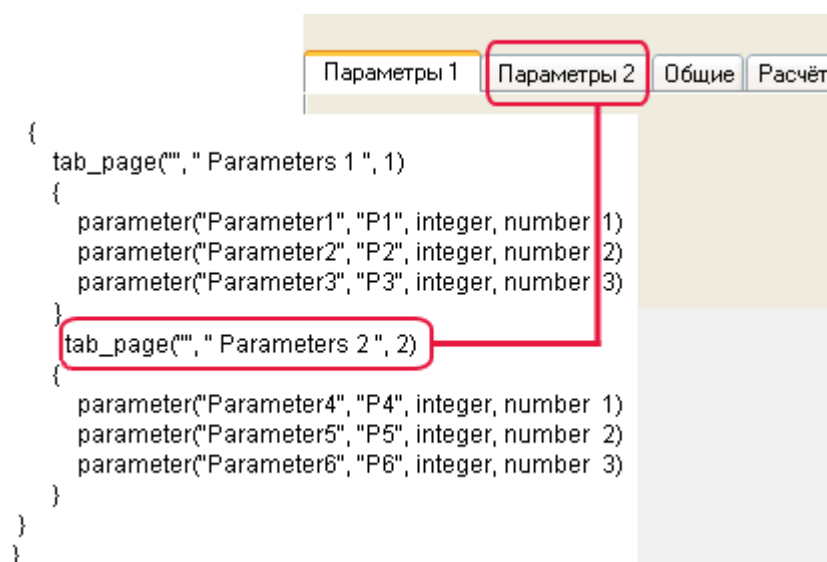 Параметры 1 Параметры 2 Общие Расчёт
{
tab_page("", " Parameters 1 ", 1)
{
parameter("Parameter1", "P1", integer, number 1)
parameter("Parameter2", "P2", integer, number 2)
parameter("Parameter3", "P3", integer, number 3)
}
tab_page("", " Parameters 2 ", 2)
{
parameter("Parameter4", "P4", integer, number 1)
parameter("Parameter5", "P5", integer, number 2)
parameter("Parameter6", "P6", integer, number 3)
}
}
}